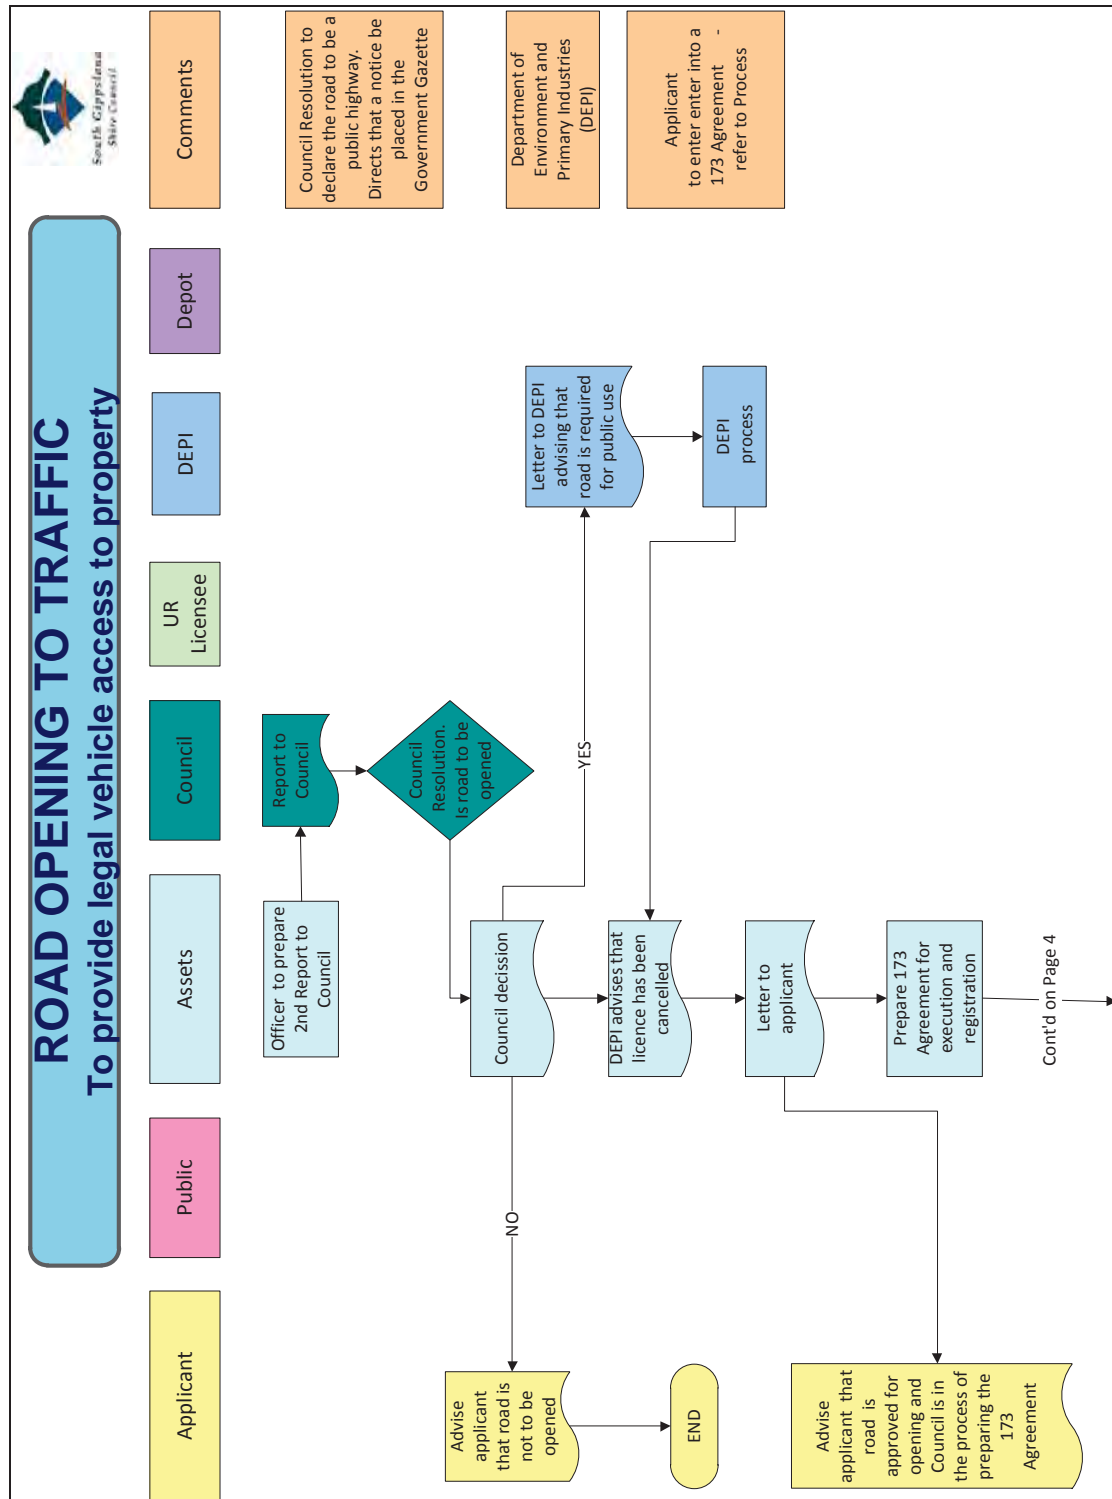 South Gippsland
Shire Council
ROAD OPENING TO TRAFFIC
To provide legal vehicle access to property
Applicant
Public
Assets
Council
UR
Licensee
DEPI
Depot
Comments
Officer to prepare
2nd Report to
Council
Report to
Council
Council Resolution to
declare the road to be a
public highway.
Directs that a notice be
placed in the
Government Gazette
Council
Resolution.
Is road to be
opened
Advise
applicant
that road is
not to be
opened
NO
Council decission
YES
Letter to DEPI
advising that
road is required
for public use
Department of
Environment and
Primary Industries
(DEPI)
END
DEPI advises that
licence has been
cancelled
DEPI
process
Applicant
to enter enter into a
173 Agreement -
refer to Process
Letter to
applicant
Advise
applicant that
road is
approved for
opening and
Council is in
the process of
preparing the
173
Agreement
Prepare 173
Agreement for
execution and
registration
Cont'd on Page 4